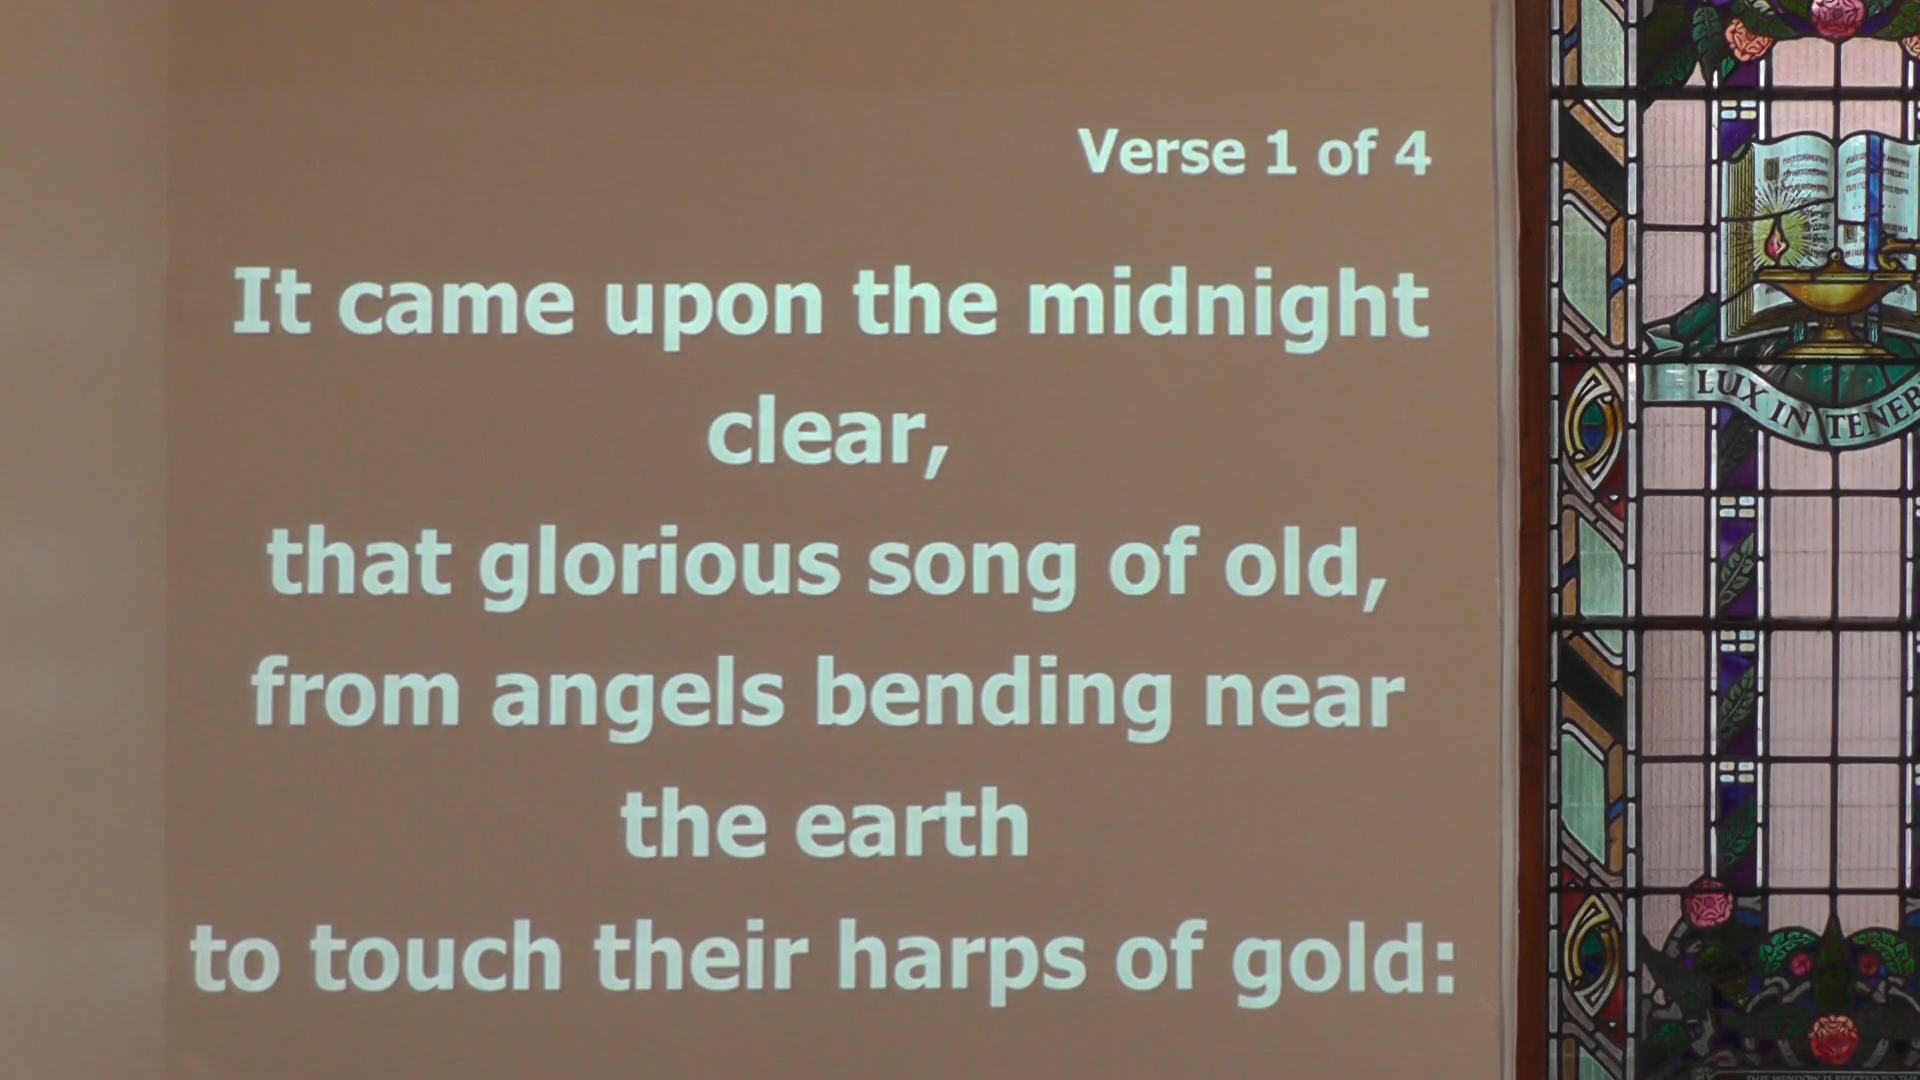 Verse 1 of 4
It came upon the midnight
clear,
that glorious song of old,
from angels bending near
the earth
to touch their harps of gold:
LUX IN TENEB